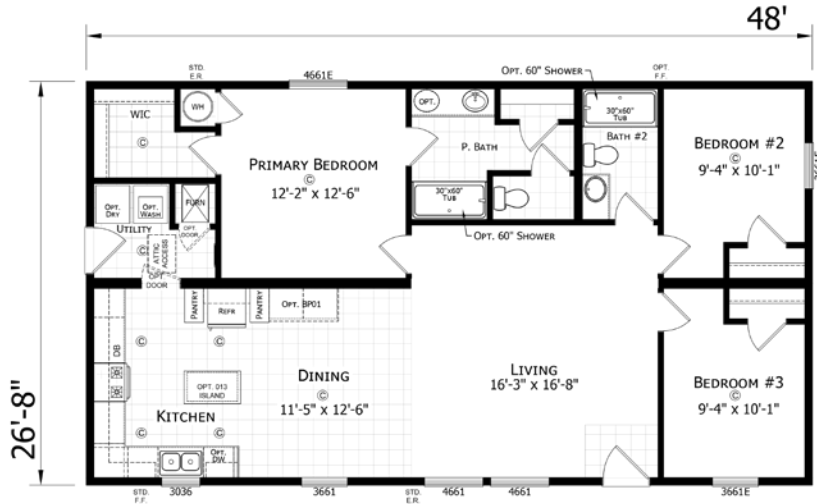 48'
STD.
E.R.
4661E
OPT. 60" SHOWER
OPT.
F.F.
WIC
WH
OPT.
30"x60"
TUB
BATH #2
P. BATH
BEDROOM #2
9'-4" x 10'-1"
PRIMARY BEDROOM
12'-2" x 12'-6"
30"x60"
TUB
OPT. 60" SHOWER
OPT.
DRY
OPT.
WASH
FURN
OPT
DOOR
UTILITY
ATTIC
ACCESS
OPT
DOOR
PANTRY
REFR
PANTRY
OPT. BP01
DB
OPT. 013
ISLAND
KITCHEN
OPT.
DW
DINING
11'-5" x 12'-6"
LIVING
16'-3" x 16'-8"
BEDROOM #3
9'-4" x 10'-1"
26'-8"
STD.
F.F.
3036
3661
STD.
E.R.
4661
4661
3661E